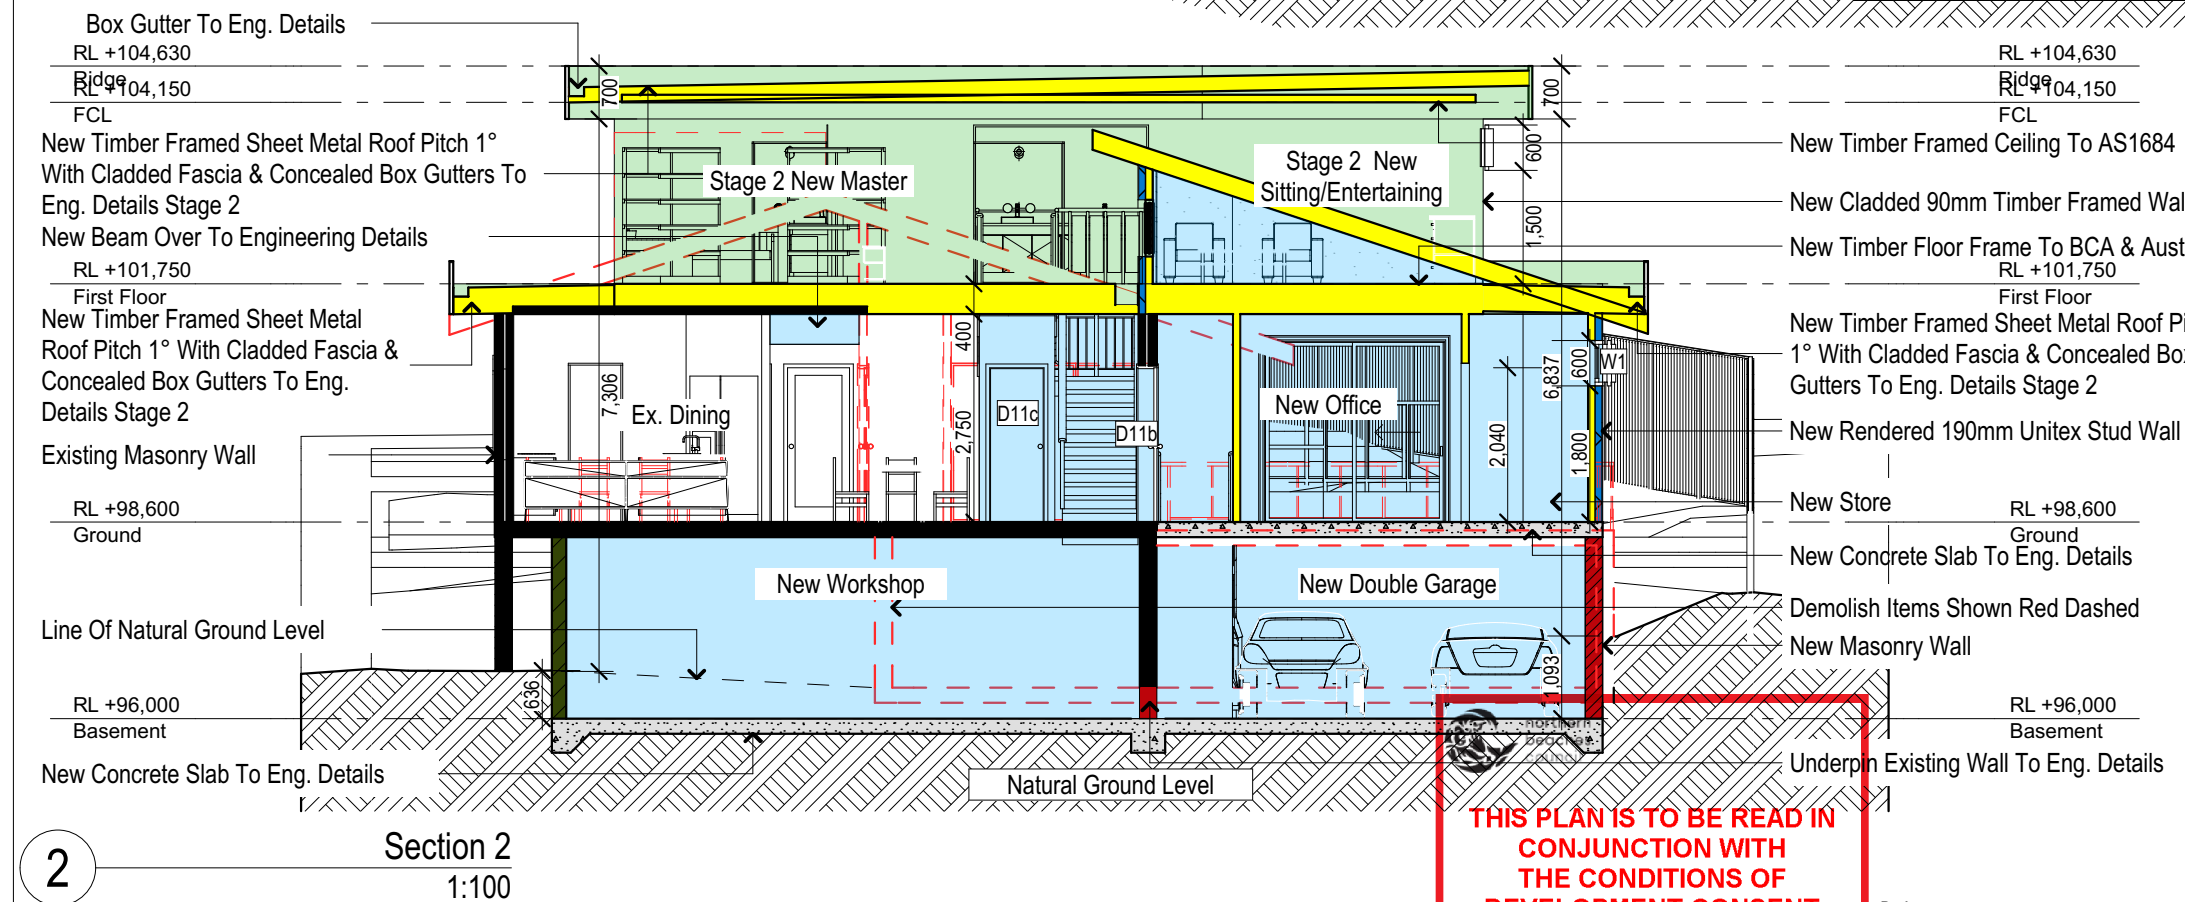 Box Gutter To Eng. Details
RL +104,630
Ridge
RL +104,150
FCL
New Timber Framed Sheet Metal Roof Pitch 1°
With Cladded Fascia & Concealed Box Gutters To
Eng. Details Stage 2
New Beam Over To Engineering Details
RL +101,750
First Floor
New Timber Framed Sheet Metal
Roof Pitch 1° With Cladded Fascia &
Concealed Box Gutters To Eng.
Details Stage 2
Existing Masonry Wall
RL +98,600
Ground
Line Of Natural Ground Level
RL +96,000
Basement
New Concrete Slab To Eng. Details
700
Stage 2 New Master
Stage 2 New
Sitting/Entertaining
700
600
1,500
7,306
Ex. Dining
400
2,750
D11c
D11b
New Office
2,040
6,837
600
1,800
W1
New Workshop
New Double Garage
636
1,093
Natural Ground Level
RL +104,630
Ridge
RL +104,150
FCL
New Timber Framed Ceiling To AS1684
New Cladded 90mm Timber Framed Wal
New Timber Floor Frame To BCA & Aust
RL +101,750
First Floor
New Timber Framed Sheet Metal Roof Pi
1° With Cladded Fascia & Concealed Box
Gutters To Eng. Details Stage 2
New Rendered 190mm Unitex Stud Wall
New Store
RL +98,600
Ground
New Concrete Slab To Eng. Details
Demolish Items Shown Red Dashed
New Masonry Wall
RL +96,000
Basement
Underpin Existing Wall To Eng. Details
northern
beaches
council
THIS PLAN IS TO BE READ IN
CONJUNCTION WITH
THE CONDITIONS OF
DEVELOPMENT CONSENT
2
Section 2
1:100